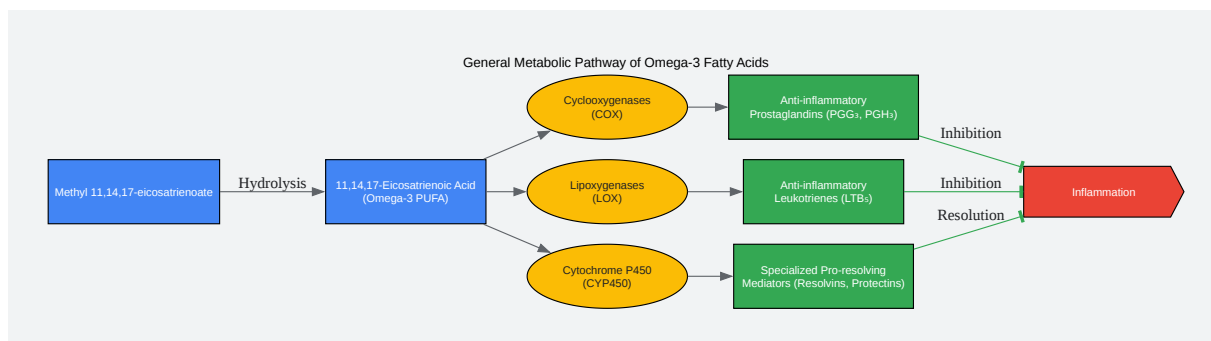 General Metabolic Pathway of Omega-3 Fatty Acids
Methyl 11,14,17-eicosatrienoate
Hydrolysis
11,14,17-Eicosatrienoic Acid
(Omega-3 PUFA)
Cyclooxygenases
(COX)
Anti-inflammatory
Prostaglandins (PGG₃, PGH₃)
Inhibition
Lipoxygenases
(LOX)
Anti-inflammatory
Leukotrienes (LTB₅)
Inhibition
Cytochrome P450
(CYP450)
Specialized Pro-resolving
Mediators (Resolvins, Protectins)
Resolution
Inflammation